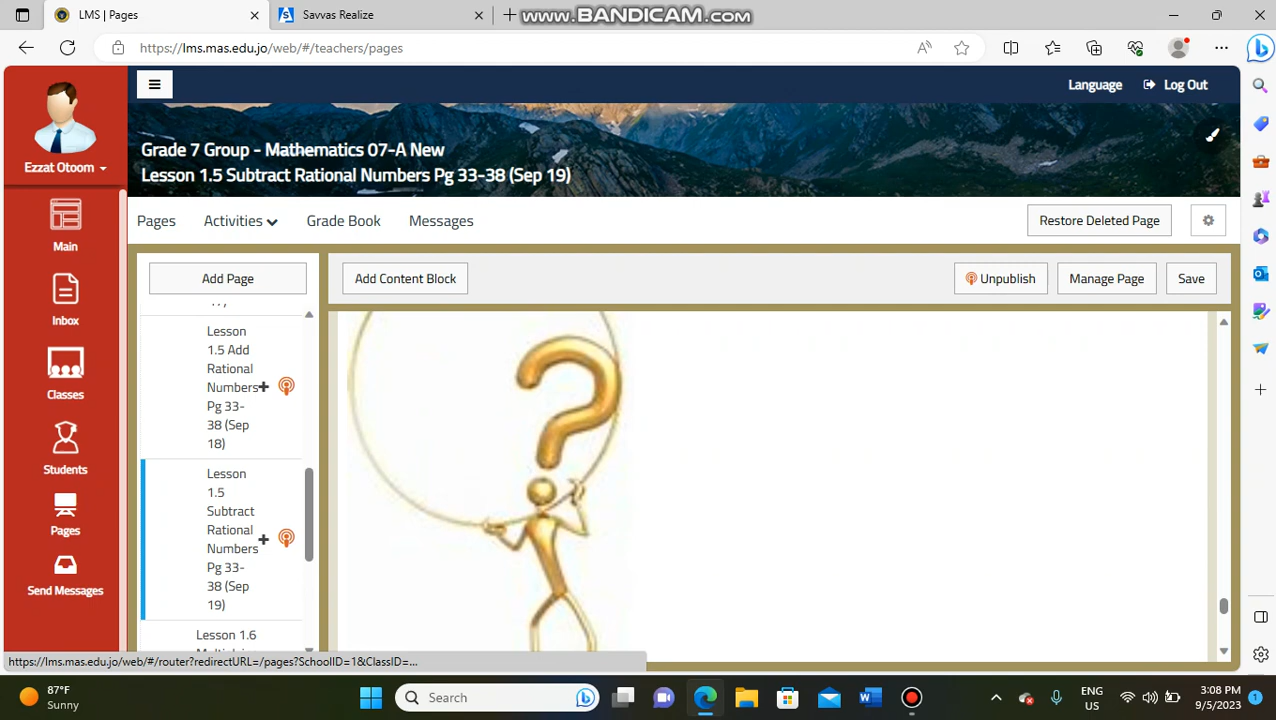 LMS | Pages
Savvas Realize
www.BANDICAM.com
https://lms.mas.edu.jo/web/#/teachers/pages
Language
Log Out
Ezzat Otoom
Grade 7 Group - Mathematics 07-A New
Lesson 1.5 Subtract Rational Numbers Pg 33-38 (Sep 19)
Pages
Activities
Grade Book
Messages
Restore Deleted Page
Main
Inbox
Classes
Students
Pages
Send Messages
Add Page
Add Content Block
Unpublish
Manage Page
Save
Lesson
1.5 Add
Rational
Numbers
Pg 33-
38 (Sep
18)
Lesson
1.5
Subtract
Rational
Numbers
Pg 33-
38 (Sep
19)
Lesson 1.6
?
https://lms.mas.edu.jo/web/#/router?redirectURL=/pages?SchoolID=1&ClassID=...
87°F
Sunny
Search
ENG
US
3:08 PM
9/5/2023
1